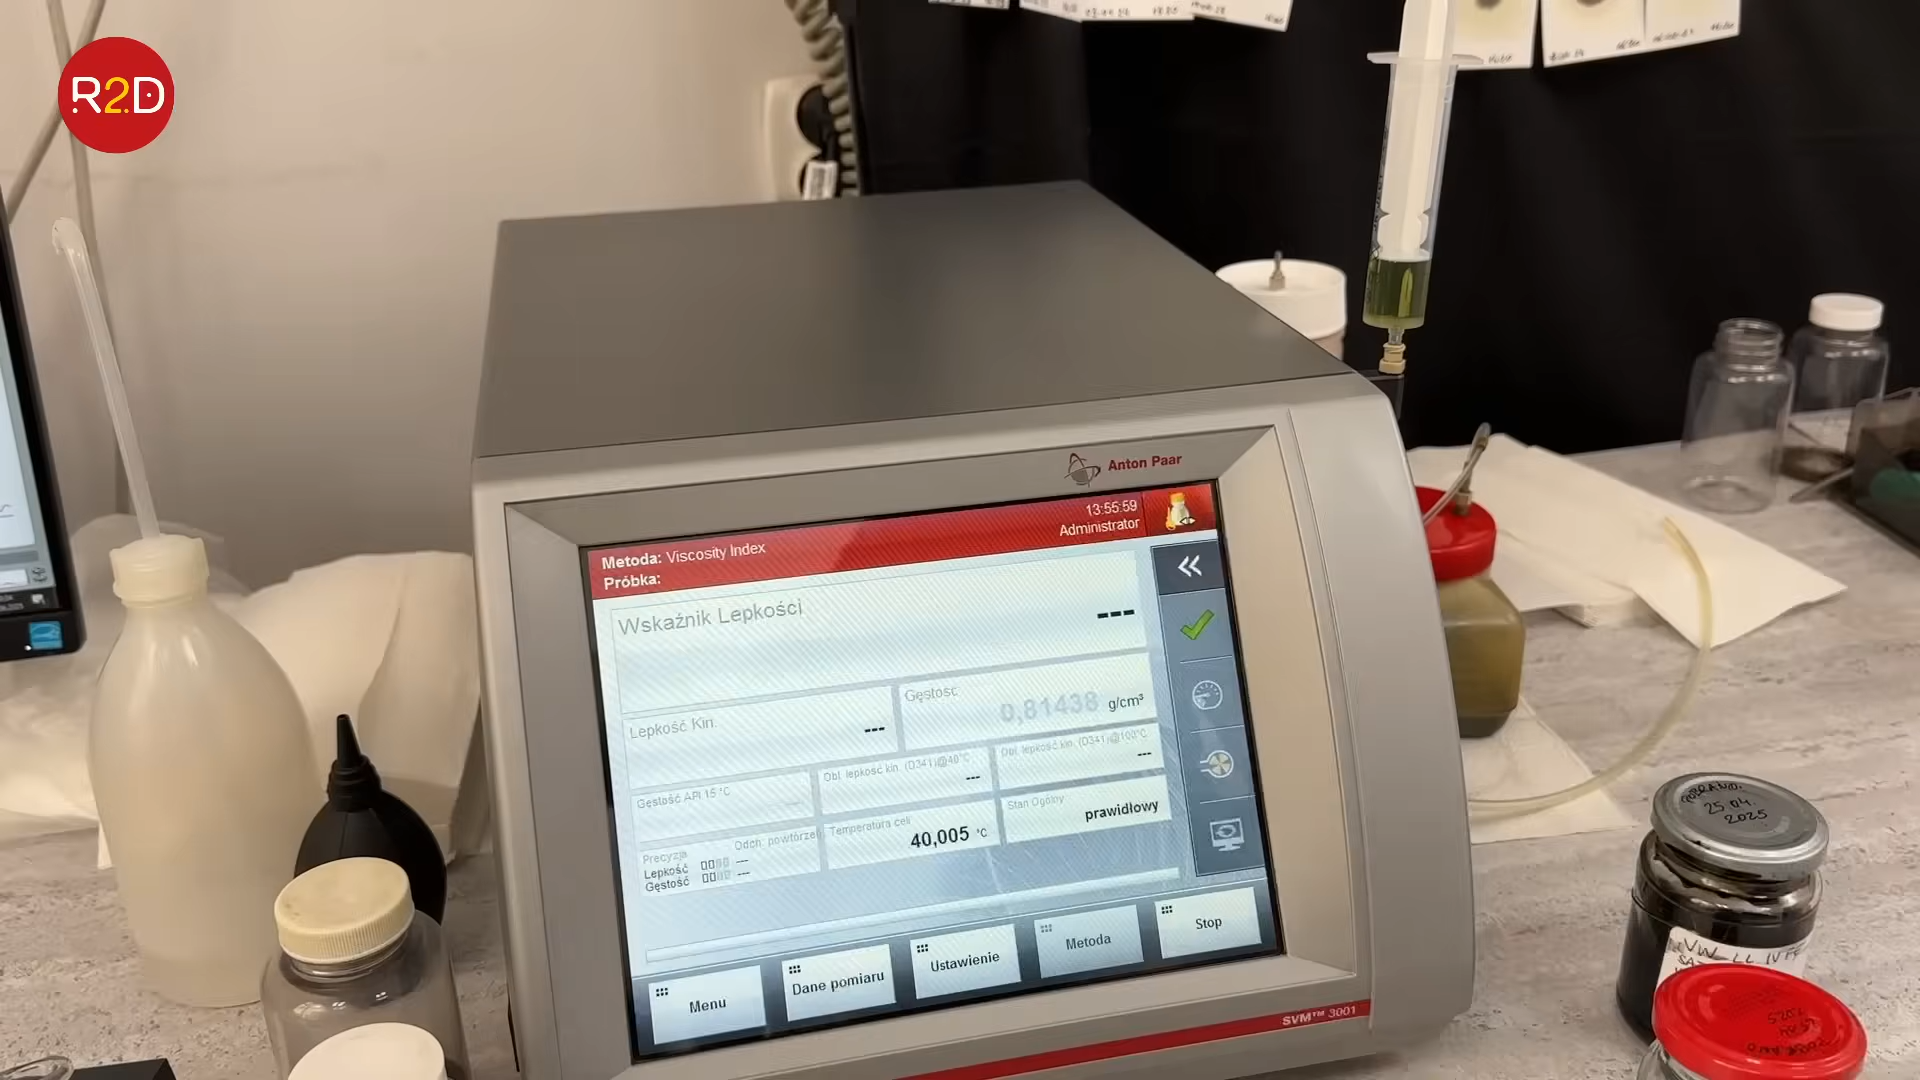 R2D
Anton Paar
13:55:59
Administrator
Metoda: Viscosity Index
Próbka:
Wskaźnik Lepkości
---
Lepkość Kin.
---
Gęstość
0,81438 g/cm³
Gęstość API 15 °C
Obl. lepkość kin. (D341)@40°C
---
Obl. lepkość kin. (D341)@100°C
---
Precyzja
Odch. powtórzeń
Lepkość ---
Gęstość ---
Temperatura celi
40,005 °C
Stan Ogólny
prawidłowy
Menu
Dane pomiaru
Ustawienie
Metoda
Stop
SVM™ 3001
25.04.
2025